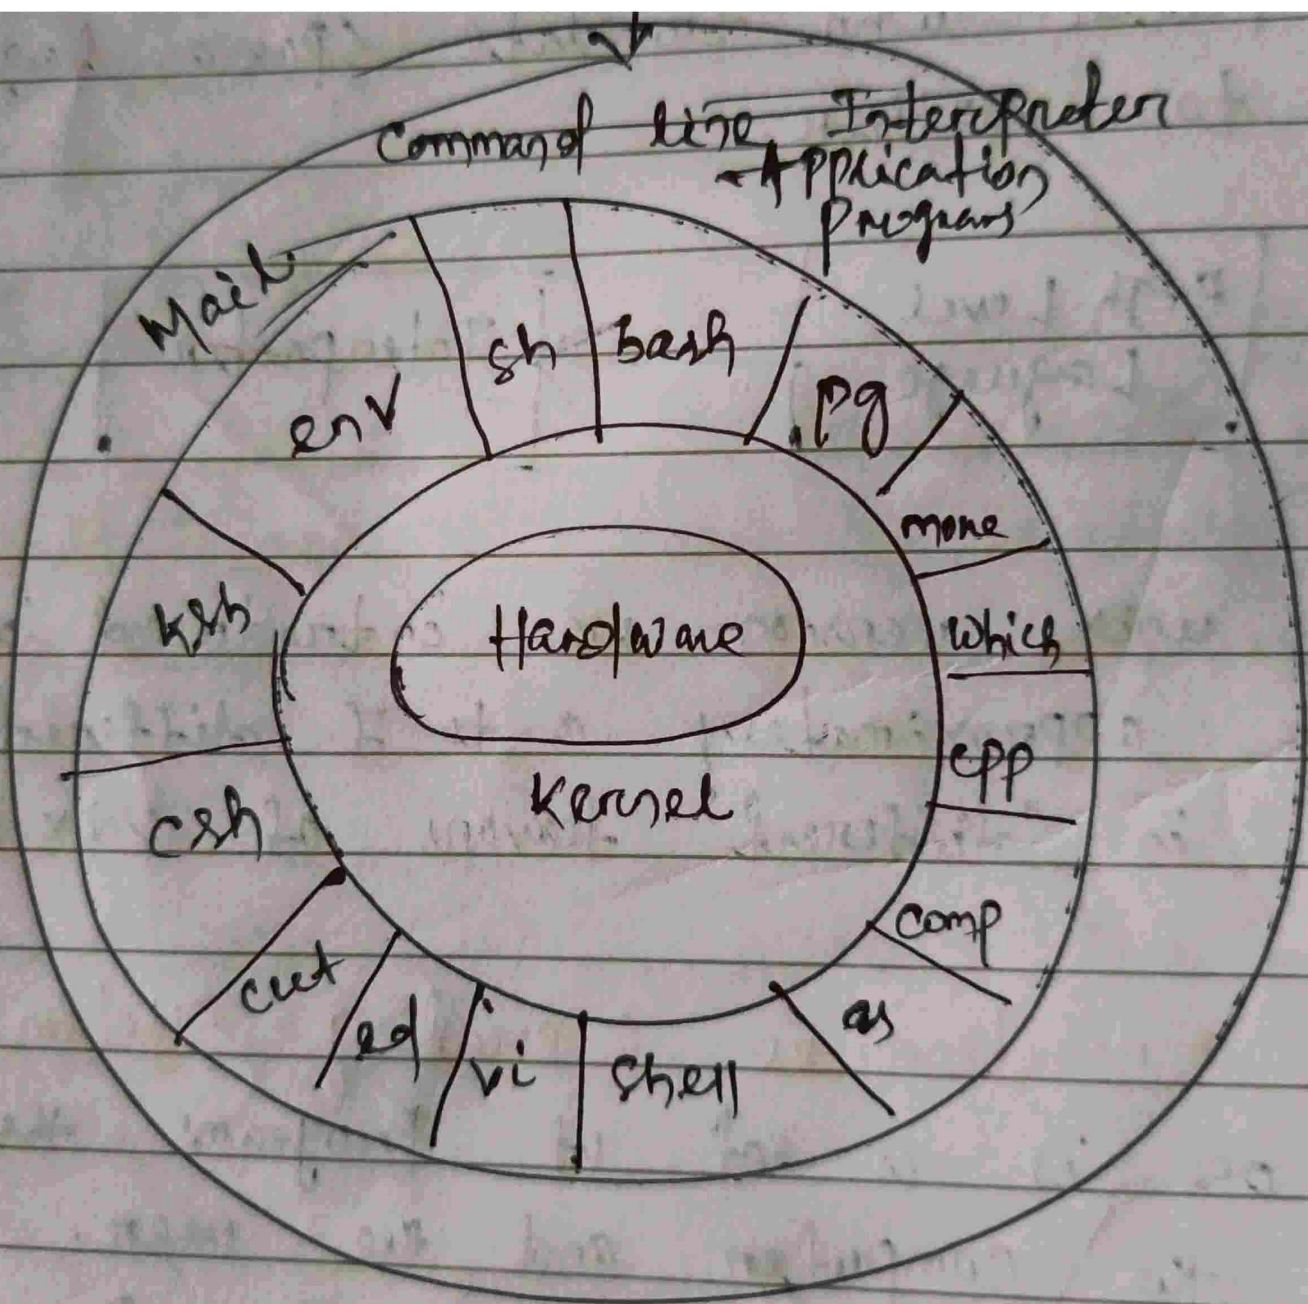 Command line Interpreter
Application
programs
Mail
env
sh
bash
pg
more
which
cpp
comp
as
shell
vi
ed
cut
csh
ksh
Hardware
Kernel